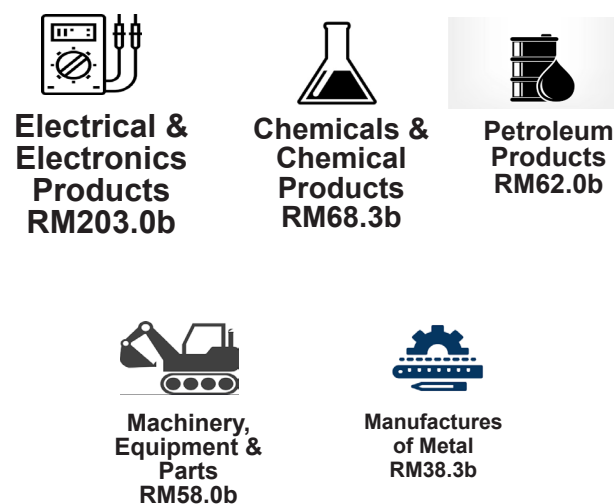 Electrical &
Electronics
Products
RM203.0b
Chemicals &
Chemical
Products
RM68.3b
Petroleum
Products
RM62.0b
Machinery,
Equipment &
Parts
RM58.0b
Manufactures
of Metal
RM38.3b